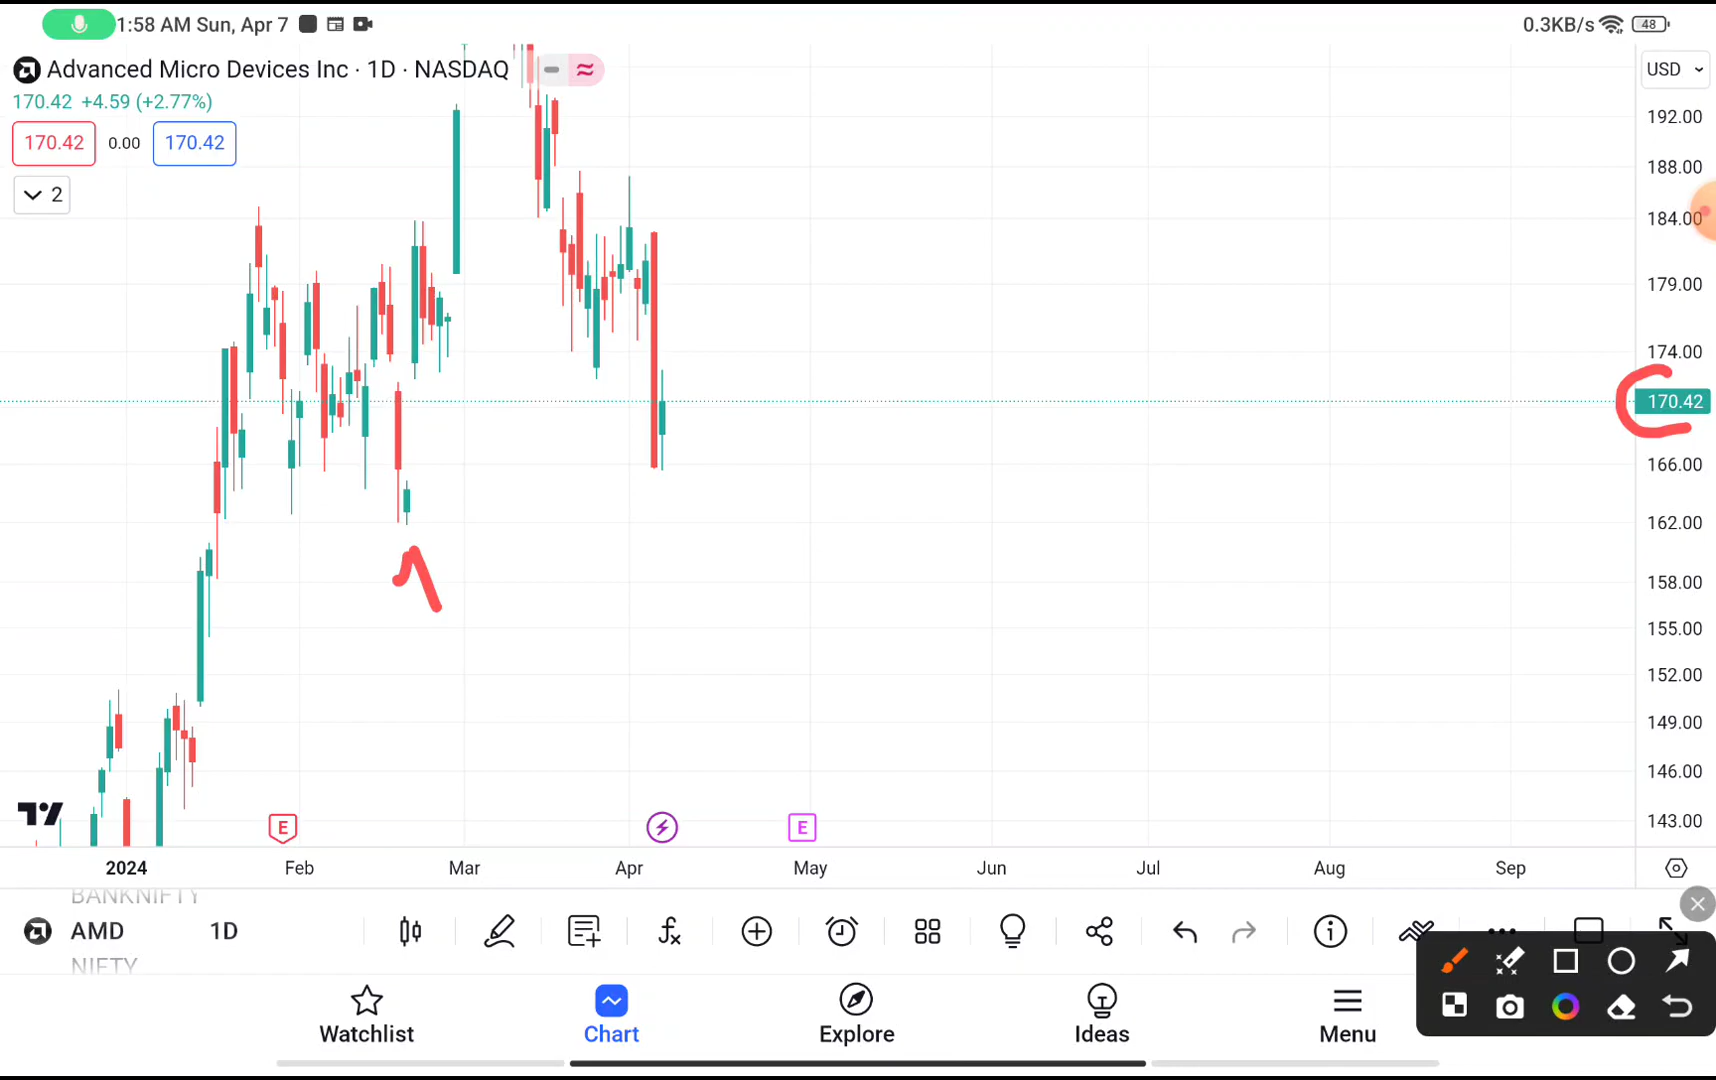 1:58 AM Sun, Apr 7
0.3KB/s
48
Advanced Micro Devices Inc · 1D · NASDAQ
USD
170.42 +4.59 (+2.77%)
170.42 0.00 170.42
2
192.00
188.00
184.00
179.00
174.00
170.42
166.00
162.00
158.00
155.00
152.00
149.00
146.00
143.00
E
E
2024 Feb Mar Apr May Jun Jul Aug Sep
BANKNIFTY
AMD 1D
NIFTY
Watchlist Chart Explore Ideas Menu